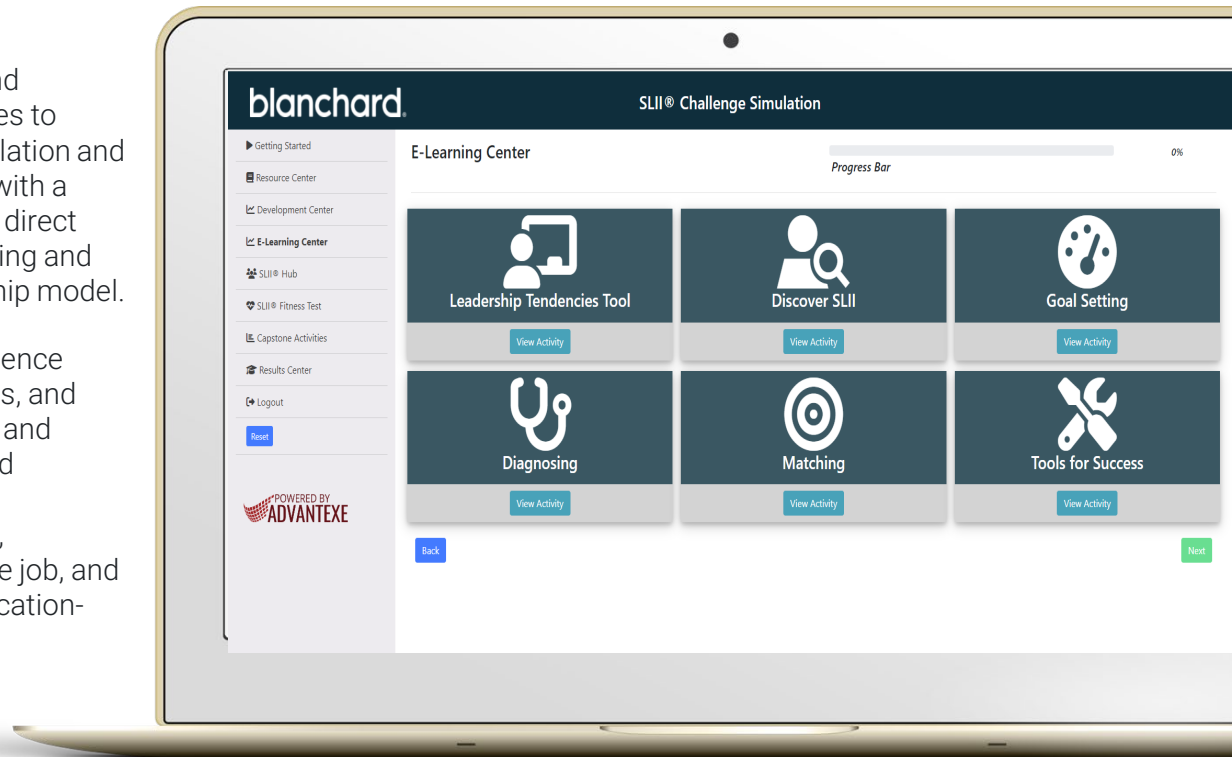 nd
es to
lation and
with a
direct
ing and
hip model.
ence
s, and
and
d
,
e job, and
cation-
blanchard.
SLII® Challenge Simulation
Getting Started
Resource Center
Development Center
E-Learning Center
SLII® Hub
SLII® Fitness Test
Capstone Activities
Results Center
Logout
Reset
POWERED BY
ADVANTEXE
E-Learning Center
0%
Progress Bar
Leadership Tendencies Tool
View Activity
Discover SLII
View Activity
Goal Setting
View Activity
Diagnosing
View Activity
Matching
View Activity
Tools for Success
View Activity
Back
Next